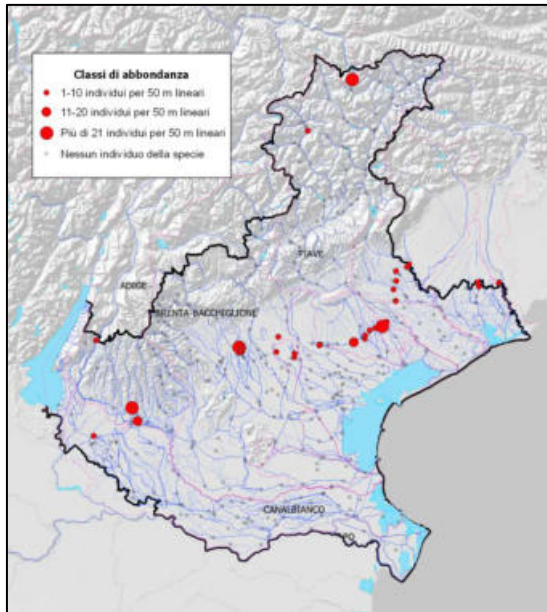 Classi di abbondanza
1-10 individui per 50 m lineari
11-20 individui per 50 m lineari
Più di 21 individui per 50 m lineari
Nessun individuo della specie
PIAVE
ADIGE
BRENTA-BACCHIGLIONE
CANALBIANCO
PO